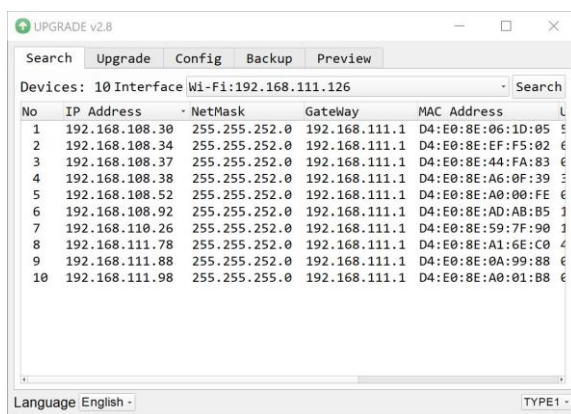 UPGRADE v2.8
Search Upgrade Config Backup Preview
Devices: 10 Interface Wi-Fi:192.168.111.126 Search
No IP Address NetMask GateWay MAC Address
1 192.168.108.30 255.255.252.0 192.168.111.1 D4:E0:8E:06:1D:05
2 192.168.108.34 255.255.252.0 192.168.111.1 D4:E0:8E:EF:F5:02
3 192.168.108.37 255.255.252.0 192.168.111.1 D4:E0:8E:44:FA:83
4 192.168.108.38 255.255.252.0 192.168.111.1 D4:E0:8E:A6:0F:39
5 192.168.108.52 255.255.252.0 192.168.111.1 D4:E0:8E:A0:00:FE
6 192.168.108.92 255.255.252.0 192.168.111.1 D4:E0:8E:AD:AB:B5
7 192.168.110.26 255.255.252.0 192.168.111.1 D4:E0:8E:59:7F:90
8 192.168.111.78 255.255.252.0 192.168.111.1 D4:E0:8E:A1:6E:C0
9 192.168.111.88 255.255.252.0 192.168.111.1 D4:E0:8E:0A:99:88
10 192.168.111.98 255.255.255.0 192.168.111.1 D4:E0:8E:A0:01:B8
Language English TYPE1